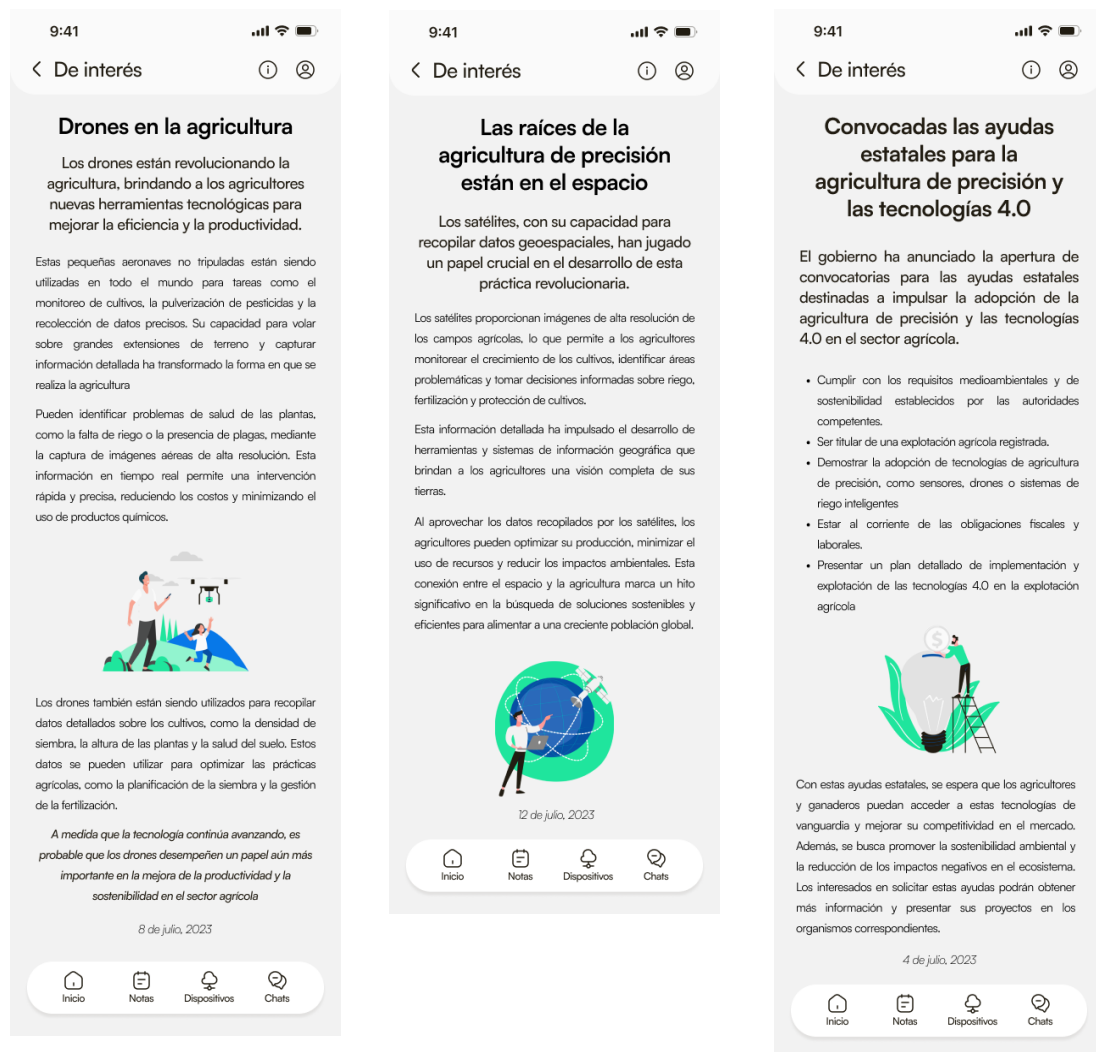 9:41
De interés
Drones en la agricultura
Los drones están revolucionando la
agricultura, brindando a los agricultores
nuevas herramientas tecnológicas para
mejorar la eficiencia y la productividad.
Estas pequeñas aeronaves no tripuladas están siendo
utilizadas en todo el mundo para tareas como el
monitoreo de cultivos, la pulverización de pesticidas y la
recolección de datos precisos. Su capacidad para volar
sobre grandes extensiones de terreno y capturar
información detallada ha transformado la forma en que se
realiza la agricultura
Pueden identificar problemas de salud de las plantas,
como la falta de riego o la presencia de plagas, mediante
la captura de imágenes aéreas de alta resolución. Esta
información en tiempo real permite una intervención
rápida y precisa, reduciendo los costos y minimizando el
uso de productos químicos.
Los drones también están siendo utilizados para recopilar
datos detallados sobre los cultivos, como la densidad de
siembra, la altura de las plantas y la salud del suelo. Estos
datos se pueden utilizar para optimizar las prácticas
agrícolas, como la planificación de la siembra y la gestión
de la fertilización.
A medida que la tecnología continúa avanzando, es
probable que los drones desempeñen un papel aún más
importante en la mejora de la productividad y la
sostenibilidad en el sector agrícola
8 de julio, 2023
Inicio Notas Dispositivos Chats
9:41
De interés
Las raíces de la
agricultura de precisión
están en el espacio
Los satélites, con su capacidad para
recopilar datos geoespaciales, han jugado
un papel crucial en el desarrollo de esta
práctica revolucionaria.
Los satélites proporcionan imágenes de alta resolución de
los campos agrícolas, lo que permite a los agricultores
monitorear el crecimiento de los cultivos, identificar áreas
problemáticas y tomar decisiones informadas sobre riego,
fertilización y protección de cultivos.
Esta información detallada ha impulsado el desarrollo de
herramientas y sistemas de información geográfica que
brindan a los agricultores una visión completa de sus
tierras.
Al aprovechar los datos recopilados por los satélites, los
agricultores pueden optimizar su producción, minimizar el
uso de recursos y reducir los impactos ambientales. Esta
conexión entre el espacio y la agricultura marca un hito
significativo en la búsqueda de soluciones sostenibles y
eficientes para alimentar a una creciente población global.
12 de julio, 2023
Inicio Notas Dispositivos Chats
9:41
De interés
Convocadas las ayudas
estatales para la
agricultura de precisión y
las tecnologías 4.0
El gobierno ha anunciado la apertura de
convocatorias para las ayudas estatales
destinadas a impulsar la adopción de la
agricultura de precisión y las tecnologías
4.0 en el sector agrícola.
• Cumplir con los requisitos medioambientales y de
sostenibilidad establecidos por las autoridades
competentes.
• Ser titular de una explotación agrícola registrada.
• Demostrar la adopción de tecnologías de agricultura
de precisión, como sensores, drones o sistemas de
riego inteligentes
• Estar al corriente de las obligaciones fiscales y
laborales.
• Presentar un plan detallado de implementación y
explotación de las tecnologías 4.0 en la explotación
agrícola
$
Con estas ayudas estatales, se espera que los agricultores
y ganaderos puedan acceder a estas tecnologías de
vanguardia y mejorar su competitividad en el mercado.
Además, se busca promover la sostenibilidad ambiental y
la reducción de los impactos negativos en el ecosistema.
Los interesados en solicitar estas ayudas podrán obtener
más información y presentar sus proyectos en los
organismos correspondientes.
4 de julio, 2023
Inicio Notas Dispositivos Chats